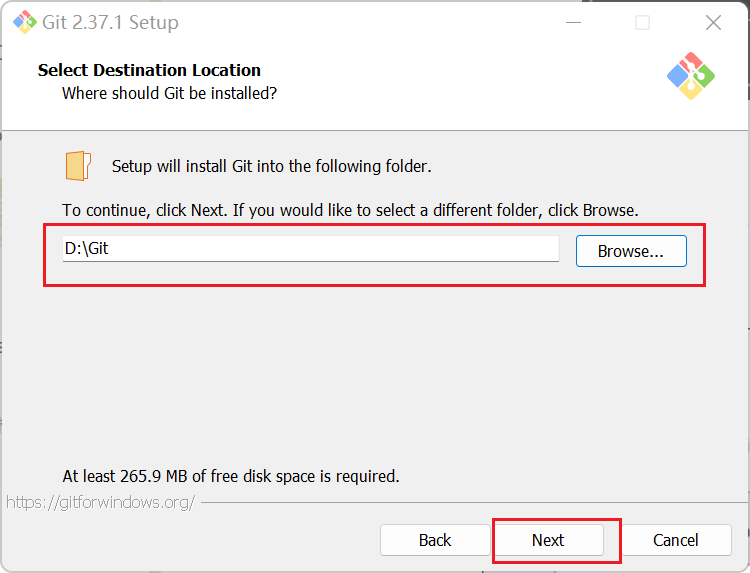 Git 2.37.1 Setup
Select Destination Location
Where should Git be installed?
Setup will install Git into the following folder.
To continue, click Next. If you would like to select a different folder, click Browse.
D:\Git
Browse...
At least 265.9 MB of free disk space is required.
https://gitforwindows.org/
Back
Next
Cancel